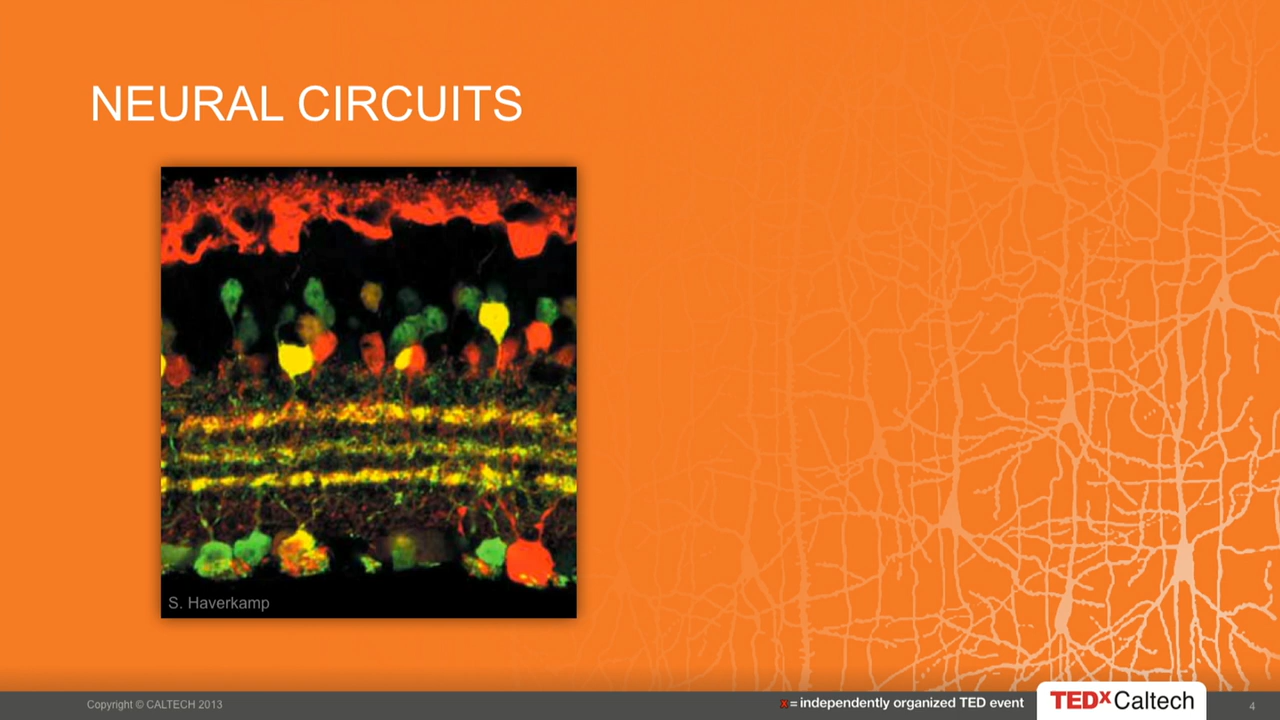 NEURAL CIRCUITS
S. Haverkamp
Copyright © CALTECH 2013
x=independently organized TED event
TEDxCaltech
4